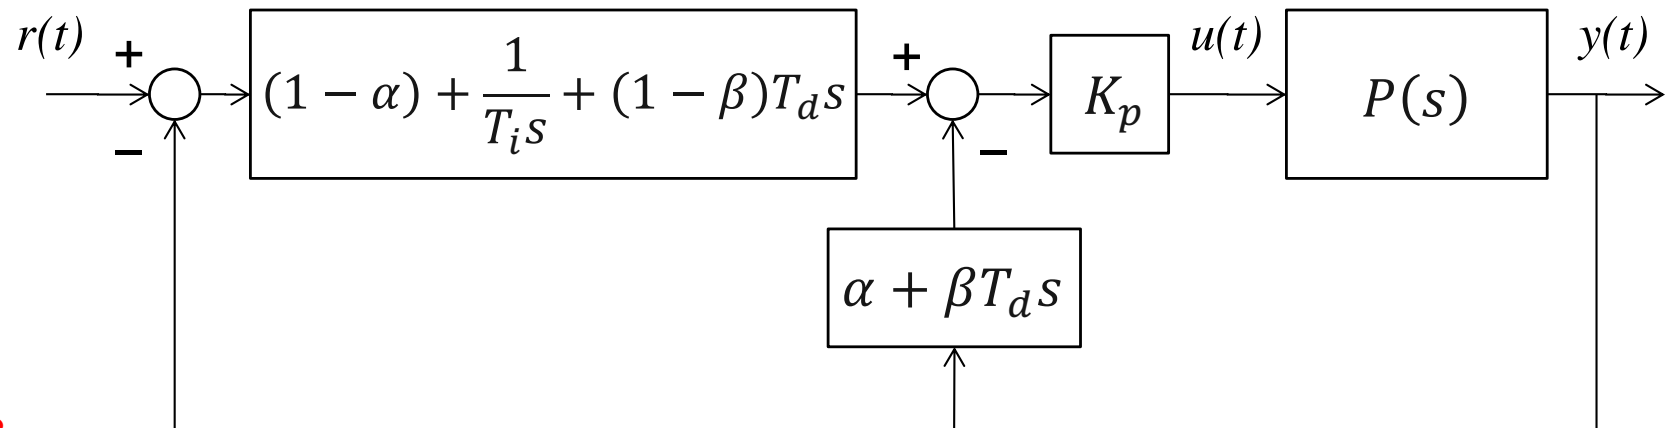 r(t) + (1 − α) + 1/(T_i s) + (1 − β)T_d s + K_p u(t) P(s) y(t)
− −
α + βT_d s